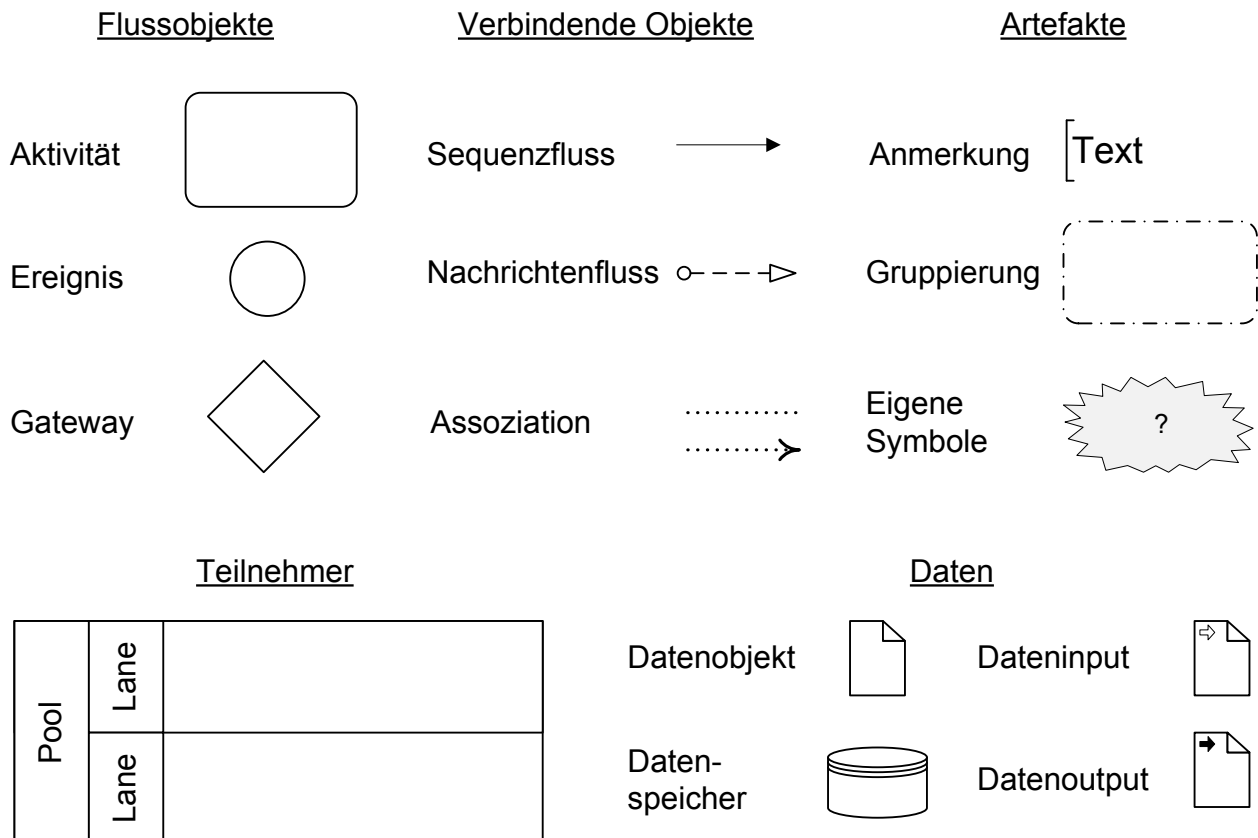 Flussobjekte
Verbindende Objekte
Artefakte
Aktivität
Sequenzfluss
Anmerkung
Text
Ereignis
Nachrichtenfluss
Gruppierung
Gateway
Assoziation
Eigene
Symbole
?
Teilnehmer
Daten
Pool
Lane
Lane
Datenobjekt
Dateninput
Daten-
speicher
Datenoutput